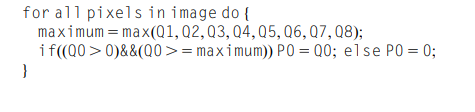 for all pixels in image do {
maximum = max(Q1, Q2, Q3, Q4, Q5, Q6, Q7, Q8);
if((Q0 > 0)&&(Q0 > = maximum)) P0 = Q0; else P0 = 0;
}